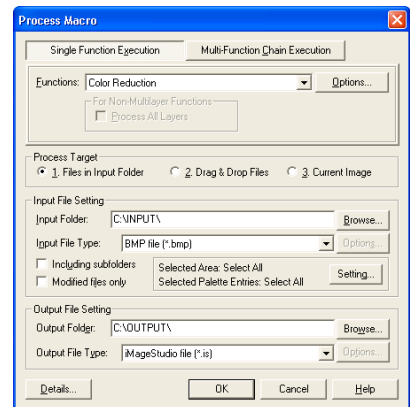 Process Macro
Single Function Execution
Multi-Function Chain Execution
Functions: Color Reduction
Options...
For Non-Multilayer Functions
Process All Layers
Process Target
1. Files in Input Folder
2. Drag & Drop Files
3. Current Image
Input File Setting
Input Folder: C:\INPUT\
Browse...
Input File Type: BMP file (*.bmp)
Options...
Including subfolders
Modified files only
Selected Area: Select All
Selected Palette Entries: Select All
Setting...
Output File Setting
Output Folder: C:\OUTPUT\
Browse...
Output File Type: iMageStudio file (*.is)
Options...
Details...
OK
Cancel
Help